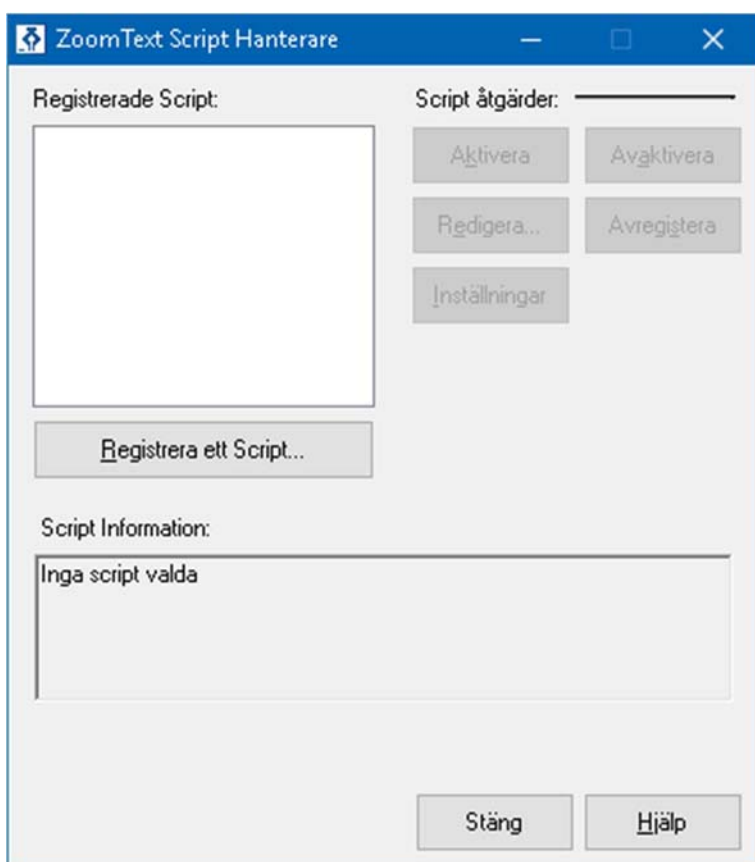 ZoomText Script Hanterare
Registrerade Script:
Script åtgärder:
Aktivera
Avaktivera
Redigera...
Avregistera
Inställningar
Registrera ett Script...
Script Information:
Inga script valda
Stäng
Hjälp